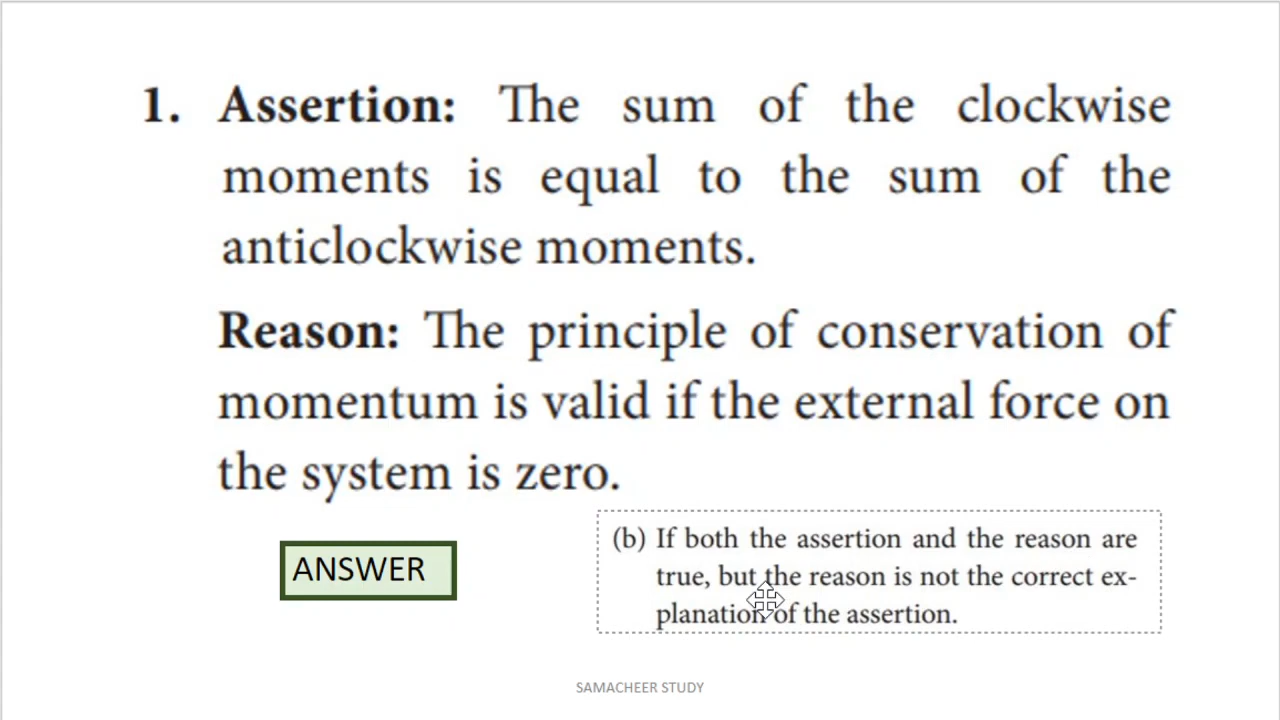 1. Assertion: The sum of the clockwise
moments is equal to the sum of the
anticlockwise moments.
Reason: The principle of conservation of
momentum is valid if the external force on
the system is zero.
ANSWER
(b) If both the assertion and the reason are
true, but the reason is not the correct ex-
planation of the assertion.
SAMACHEER STUDY